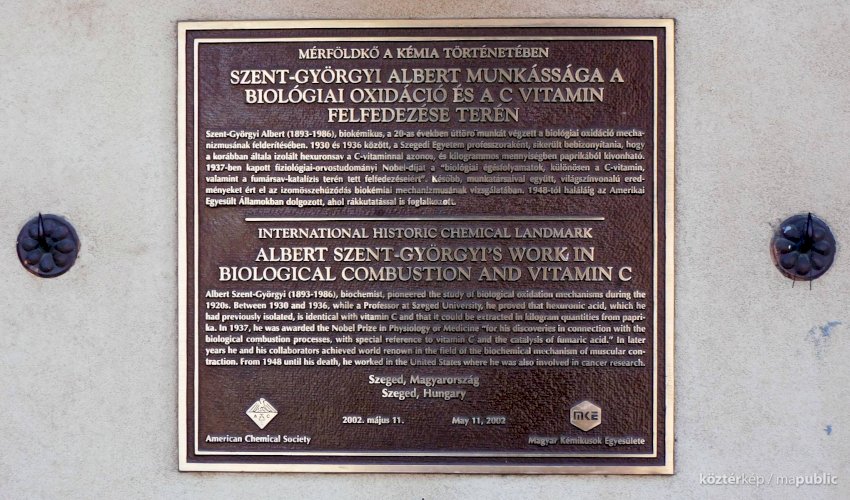 MÉRFÖLDKŐ A KÉMIA TÖRTÉNETÉBEN
SZENT-GYÖRGYI ALBERT MUNKÁSSÁGA A
BIOLÓGIAI OXIDÁCIÓ ÉS A C VITAMIN
FELFEDEZÉSE TERÉN
Szent-Györgyi Albert (1893-1986), biokémikus, a 20-as években úttörő munkát végzett a biológiai oxidáció mecha-
nizmusának felderítésében. 1930 és 1936 között, a Szegedi Egyetem professzoraként, sikerült bebizonyítania, hogy
a korábban általa izolált hexuronsav a C-vitaminnal azonos, és kilogrammos mennyiségben paprikából kivonható.
1937-ben kapott fiziológiai-orvostudományi Nobel-díjat a "biológiai égésfolyamatok, különösen a C-vitamin,
valamint a fumársav-katalízis terén tett felfedezéseiért". Később, munkatársaival együtt, világszínvonalú ered-
ményeket ért el az izomösszehúzódás biokémiai mechanizmusának vizsgálatában. 1948-tól haláláig az Amerikai
Egyesült Államokban dolgozott, ahol rákkutatással is foglalkozott.
INTERNATIONAL HISTORIC CHEMICAL LANDMARK
ALBERT SZENT-GYÖRGYI'S WORK IN
BIOLOGICAL COMBUSTION AND VITAMIN C
Albert Szent-Györgyi (1893-1986), biochemist, pioneered the study of biological oxidation mechanisms during the
1920s. Between 1930 and 1936, while a Professor at Szeged University, he proved that hexuronic acid, which he
had previously isolated, is identical with vitamin C and that it could be extracted in kilogram quantities from papri-
ka. In 1937, he was awarded the Nobel Prize in Physiology or Medicine "for his discoveries in connection with the
biological combustion processes, with special reference to vitamin C and the catalysis of fumaric acid." In later
years he and his collaborators achieved world renown in the field of the biochemical mechanism of muscular con-
traction. From 1948 until his death, he worked in the United States where he was also involved in cancer research.
Szeged, Magyarország
Szeged, Hungary
2002. május 11. May 11, 2002
ACS
MKE
American Chemical Society
Magyar Kémikusok Egyesülete
köztérkép / mapublic